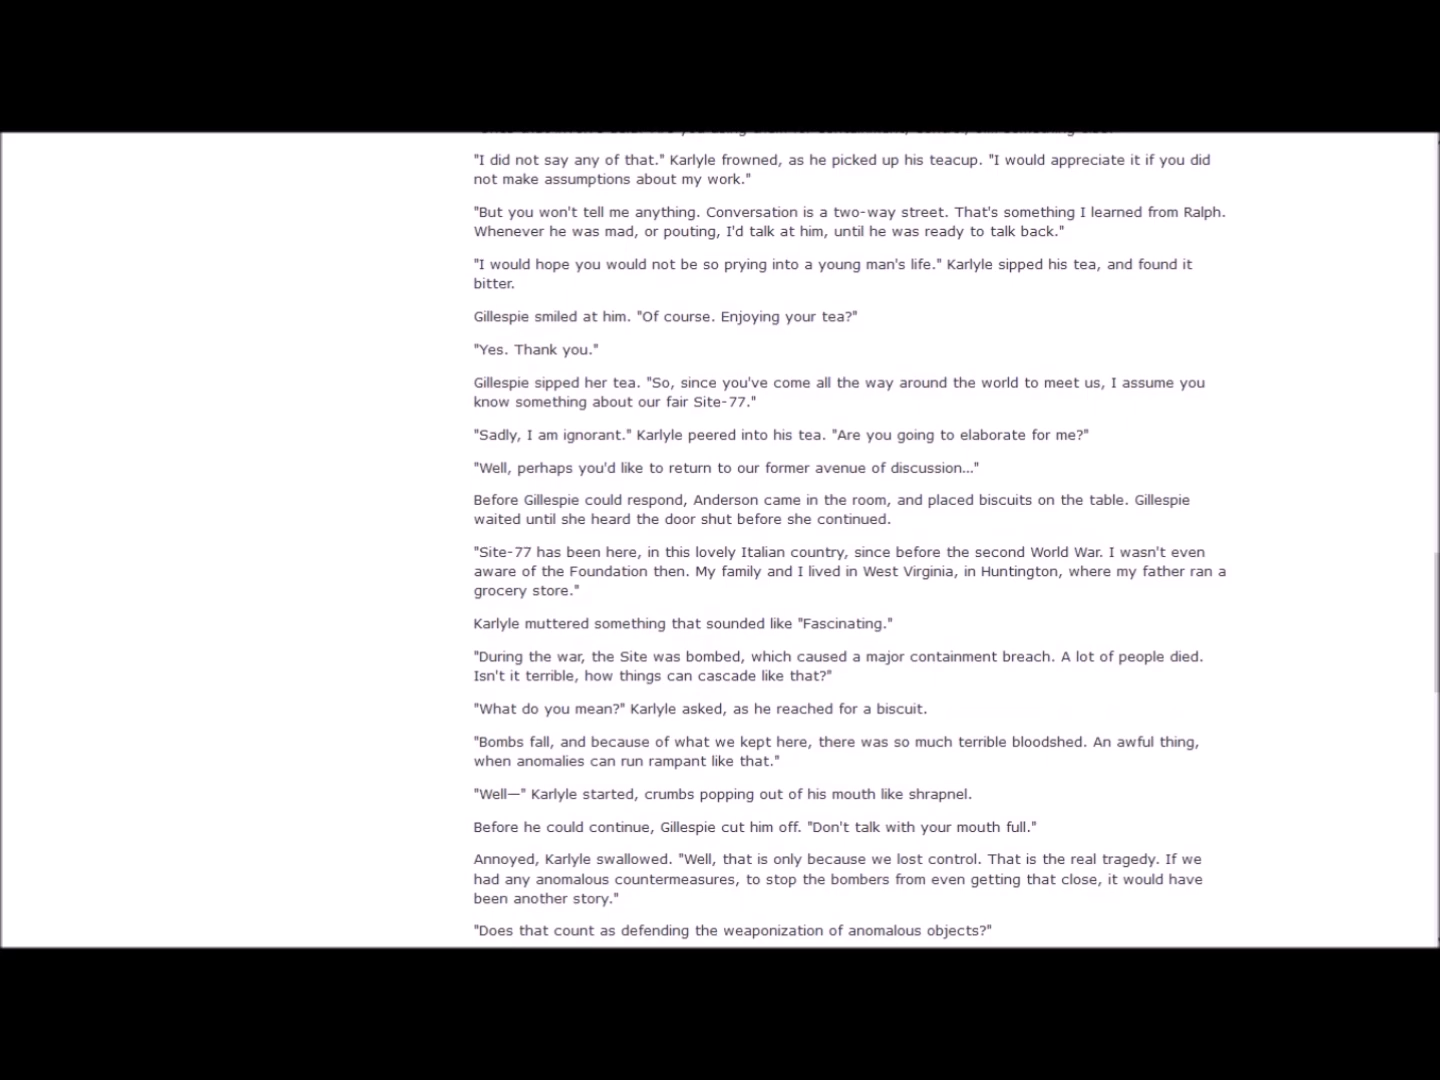 "I did not say any of that." Karlyle frowned, as he picked up his teacup. "I would appreciate it if you did
not make assumptions about my work."
"But you won't tell me anything. Conversation is a two-way street. That's something I learned from Ralph.
Whenever he was mad, or pouting, I'd talk at him, until he was ready to talk back."
"I would hope you would not be so prying into a young man's life." Karlyle sipped his tea, and found it
bitter.
Gillespie smiled at him. "Of course. Enjoying your tea?"
"Yes. Thank you."
Gillespie sipped her tea. "So, since you've come all the way around the world to meet us, I assume you
know something about our fair Site-77."
"Sadly, I am ignorant." Karlyle peered into his tea. "Are you going to elaborate for me?"
"Well, perhaps you'd like to return to our former avenue of discussion..."
Before Gillespie could respond, Anderson came in the room, and placed biscuits on the table. Gillespie
waited until she heard the door shut before she continued.
"Site-77 has been here, in this lovely Italian country, since before the second World War. I wasn't even
aware of the Foundation then. My family and I lived in West Virginia, in Huntington, where my father ran a
grocery store."
Karlyle muttered something that sounded like "Fascinating."
"During the war, the Site was bombed, which caused a major containment breach. A lot of people died.
Isn't it terrible, how things can cascade like that?"
"What do you mean?" Karlyle asked, as he reached for a biscuit.
"Bombs fall, and because of what we kept here, there was so much terrible bloodshed. An awful thing,
when anomalies can run rampant like that."
"Well—" Karlyle started, crumbs popping out of his mouth like shrapnel.
Before he could continue, Gillespie cut him off. "Don't talk with your mouth full."
Annoyed, Karlyle swallowed. "Well, that is only because we lost control. That is the real tragedy. If we
had any anomalous countermeasures, to stop the bombers from even getting that close, it would have
been another story."
"Does that count as defending the weaponization of anomalous objects?"